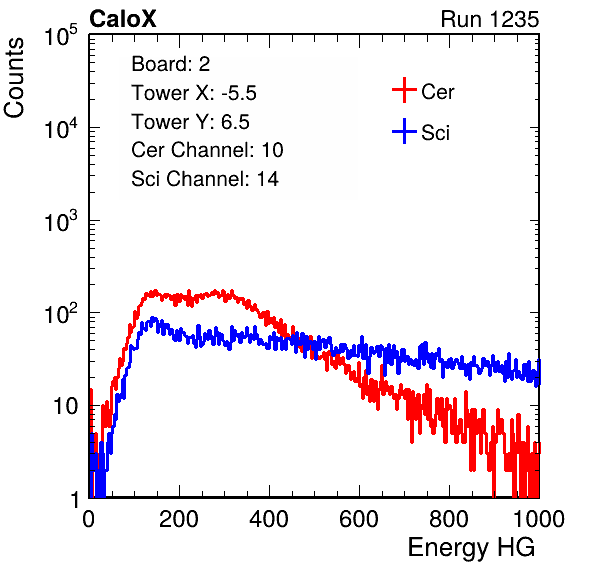 CaloX Run 1235
Counts
10^5
10^4
10^3
10^2
10
1
Board: 2
Tower X: -5.5
Tower Y: 6.5
Cer Channel: 10
Sci Channel: 14
Cer
Sci
0 200 400 600 800 1000
Energy HG